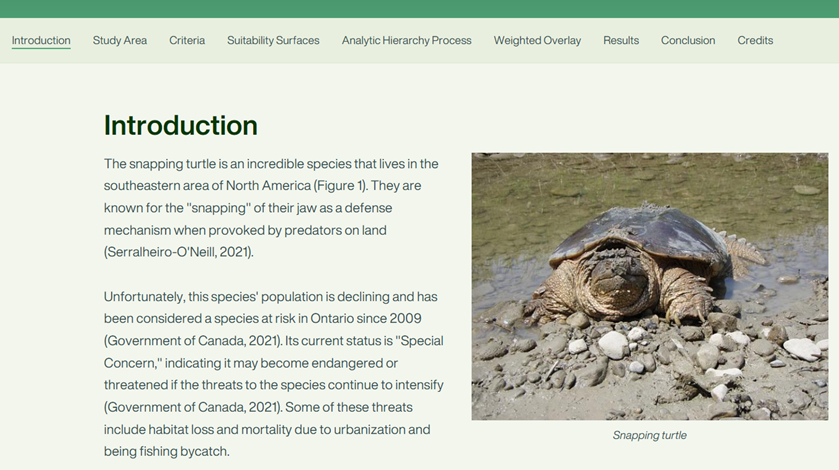 Introduction Study Area Criteria Suitability Surfaces Analytic Hierarchy Process Weighted Overlay Results Conclusion Credits
Introduction
The snapping turtle is an incredible species that lives in the
southeastern area of North America (Figure 1). They are
known for the "snapping" of their jaw as a defense
mechanism when provoked by predators on land
(Serralheiro-O'Neill, 2021).
Unfortunately, this species' population is declining and has
been considered a species at risk in Ontario since 2009
(Government of Canada, 2021). Its current status is "Special
Concern," indicating it may become endangered or
threatened if the threats to the species continue to intensify
(Government of Canada, 2021). Some of these threats
include habitat loss and mortality due to urbanization and
being fishing bycatch.
Snapping turtle